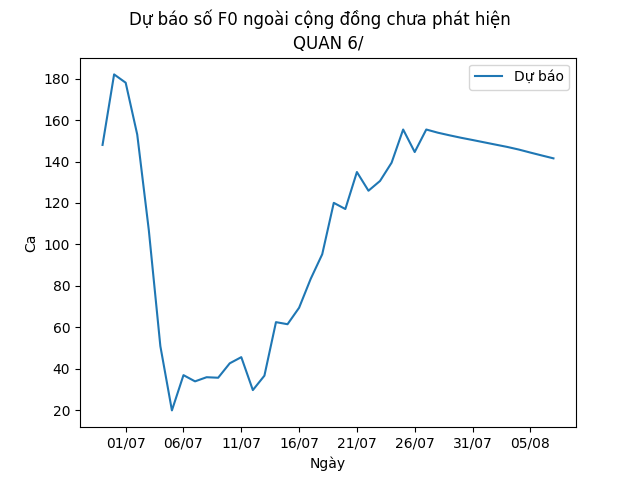 Dự báo số F0 ngoài cộng đồng chưa phát hiện
QUAN 6/
Dự báo
180
160
140
120
100
80
60
40
20
Ca
01/07 06/07 11/07 16/07 21/07 26/07 31/07 05/08
Ngày